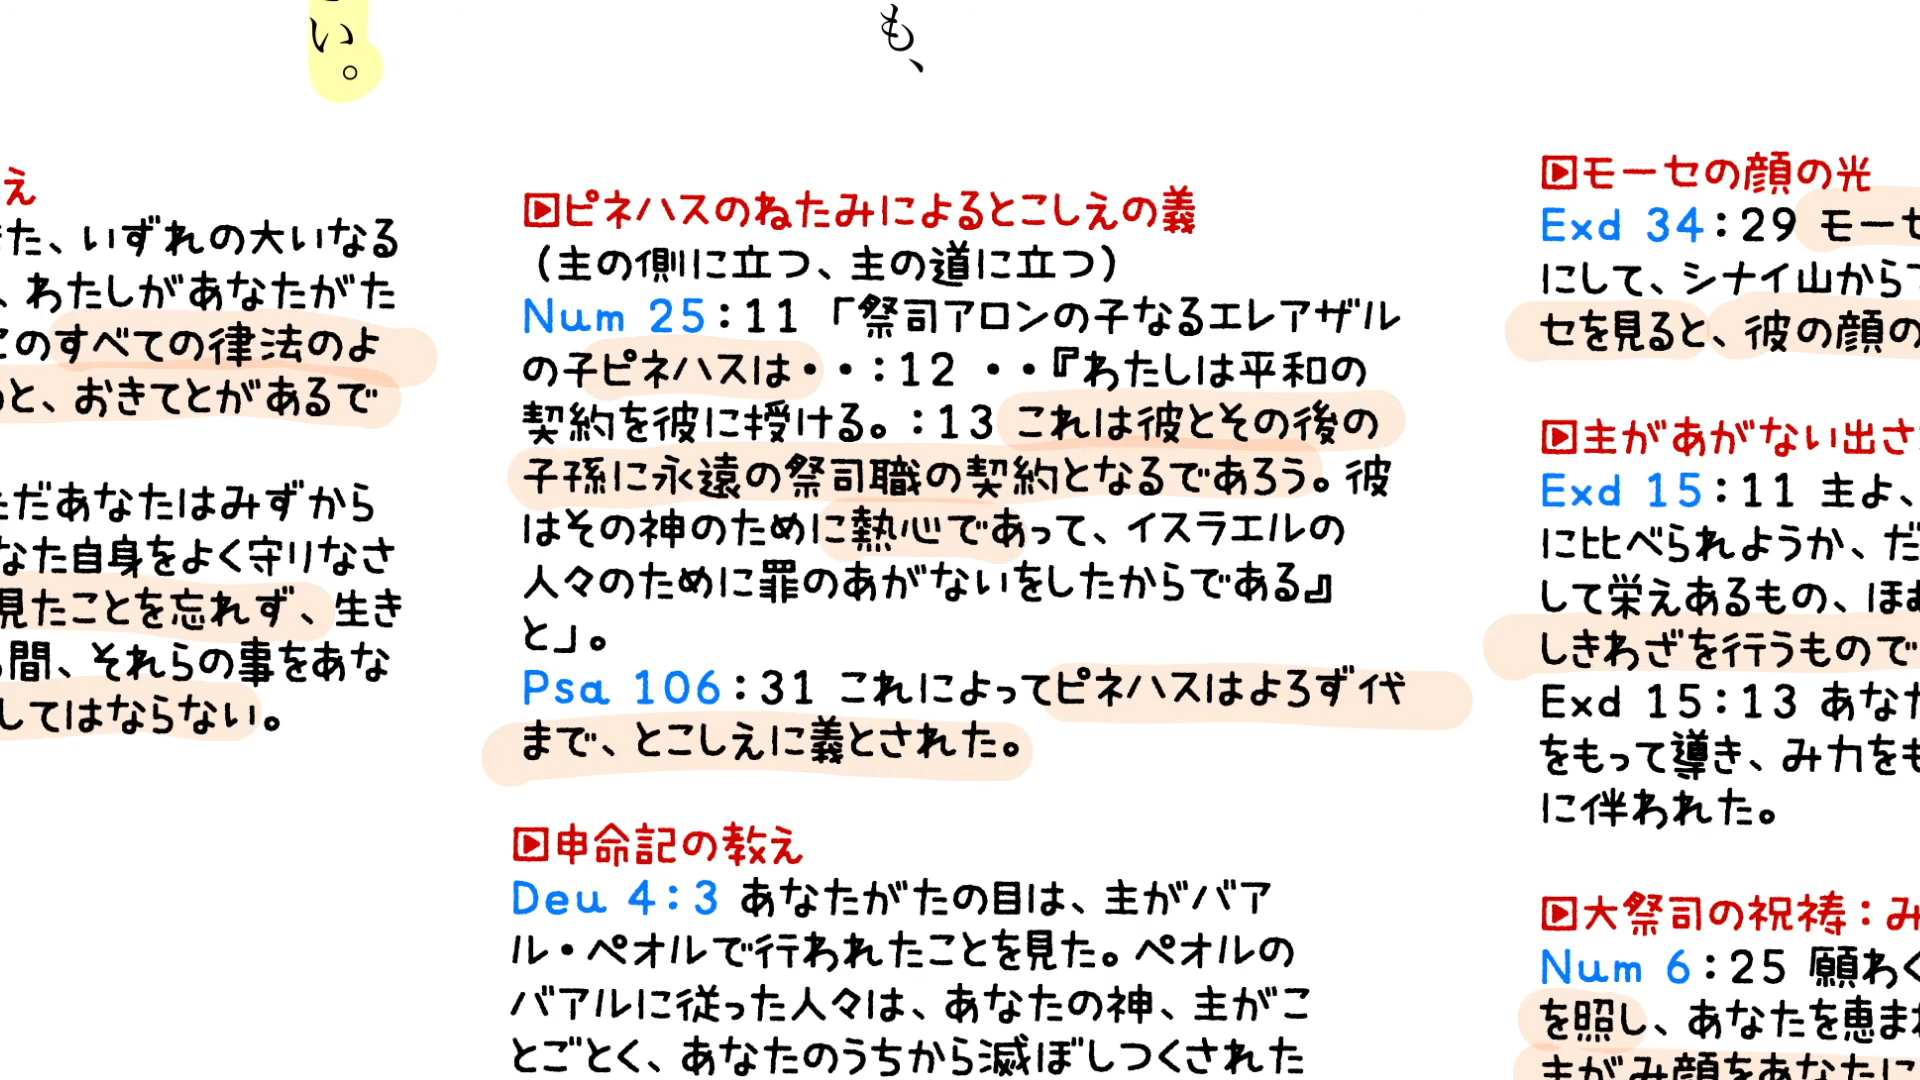 い。
も、
え
た、いずれの大いなる
、わたしがあなたがた
このすべての律法のよ
と、おきてとがあるで
ただあなたはみずから
なた自身をよく守りなさ
見たことを忘れず、生き
間、それらの事をあな
してはならない。
▶ピネハスのねたみによるとこしえの義
（主の側に立つ、主の道に立つ）
Num 25：11 「祭司アロンの子なるエレアザル
の子ピネハスは・・：12 ・・『わたしは平和の
契約を彼に授ける。：13 これは彼とその後の
子孫に永遠の祭司職の契約となるであろう。彼
はその神のために熱心であって、イスラエルの
人々のために罪のあがないをしたからである』
と」。
Psa 106：31 これによってピネハスはよろず代
まで、とこしえに義とされた。
▶申命記の教え
Deu 4：3 あなたがたの目は、主がバア
ル・ペオルで行われたことを見た。ペオルの
バアルに従った人々は、あなたの神、主がこ
とごとく、あなたのうちから滅ぼしつくされた
▶モーセの顔の光
Exd 34：29 モーセ
にして、シナイ山から
セを見ると、彼の顔の
▶主があがない出さ
Exd 15：11 主よ、
に比べられようか、だ
して栄えあるもの、ほむ
しきわざを行うもので
Exd 15：13 あなた
をもって導き、み力をも
に伴われた。
▶大祭司の祝祷：み
Num 6：25 願わく
を照し、あなたを恵まれ
主がみ顔をあなたに